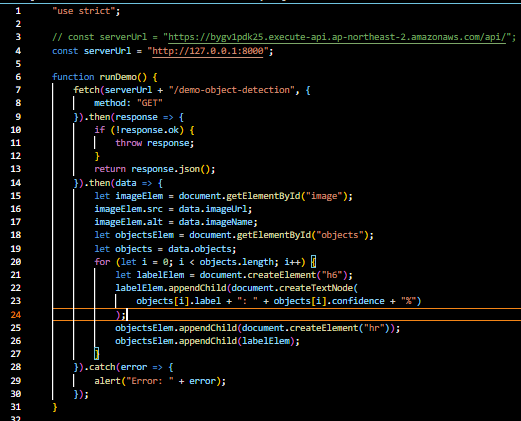 1 "use strict";
2
3 // const serverUrl = "https://bygv1pdk25.execute-api.ap-northeast-2.amazonaws.com/api/";
4 const serverUrl = "http://127.0.0.1:8000";
5
6 function runDemo() {
7     fetch(serverUrl + "/demo-object-detection", {
8         method: "GET"
9     }).then(response => {
10         if (!response.ok) {
11             throw response;
12         }
13         return response.json();
14     }).then(data => {
15         let imageElem = document.getElementById("image");
16         imageElem.src = data.imageUrl;
17         imageElem.alt = data.imageName;
18         let objectsElem = document.getElementById("objects");
19         let objects = data.objects;
20         for (let i = 0; i < objects.length; i++) {
21             let labelElem = document.createElement("h6");
22             labelElem.appendChild(document.createTextNode(
23                 objects[i].label + ": " + objects[i].confidence + "%")
24             );
25             objectsElem.appendChild(document.createElement("hr"));
26             objectsElem.appendChild(labelElem);
27         }
28     }).catch(error => {
29         alert("Error: " + error);
30     });
31 }
32